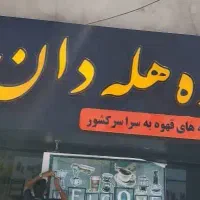 ه هله دان
ه های قهوه به سراسر کشور